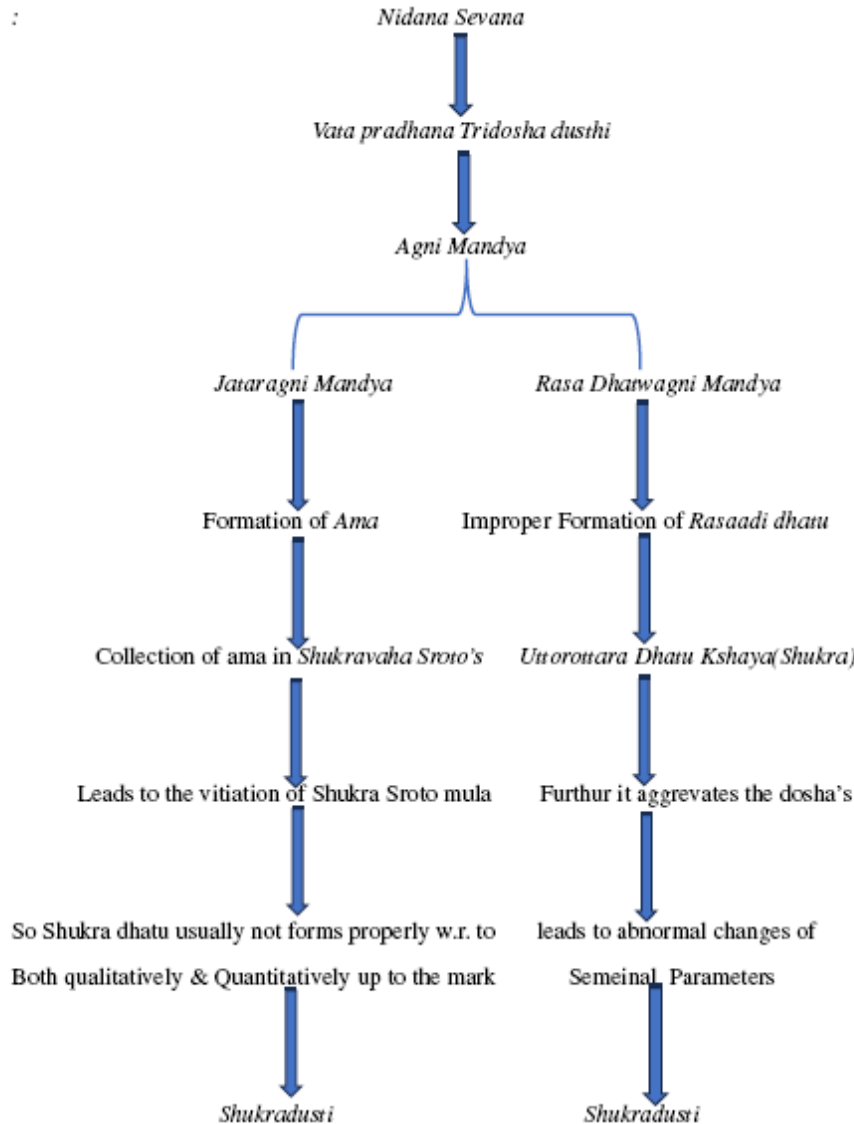 :
Nidana Sevana
Vata pradhana Tridosha dusthi
Agni Mandya
Jataragni Mandya
Rasa Dhatwagni Mandya
Formation of Ama
Improper Formation of Rasaadi dhatu
Collection of ama in Shukravaha Sroto's
Uttorottara Dhatu Kshaya(Shukra)
Leads to the vitiation of Shukra Sroto mula
Furthur it aggrevates the dosha's
So Shukra dhatu usually not forms properly w.r. to
leads to abnormal changes of
Both qualitatively & Quantitatively up to the mark
Semeinal Parameters
Shukradusti
Shukradusti